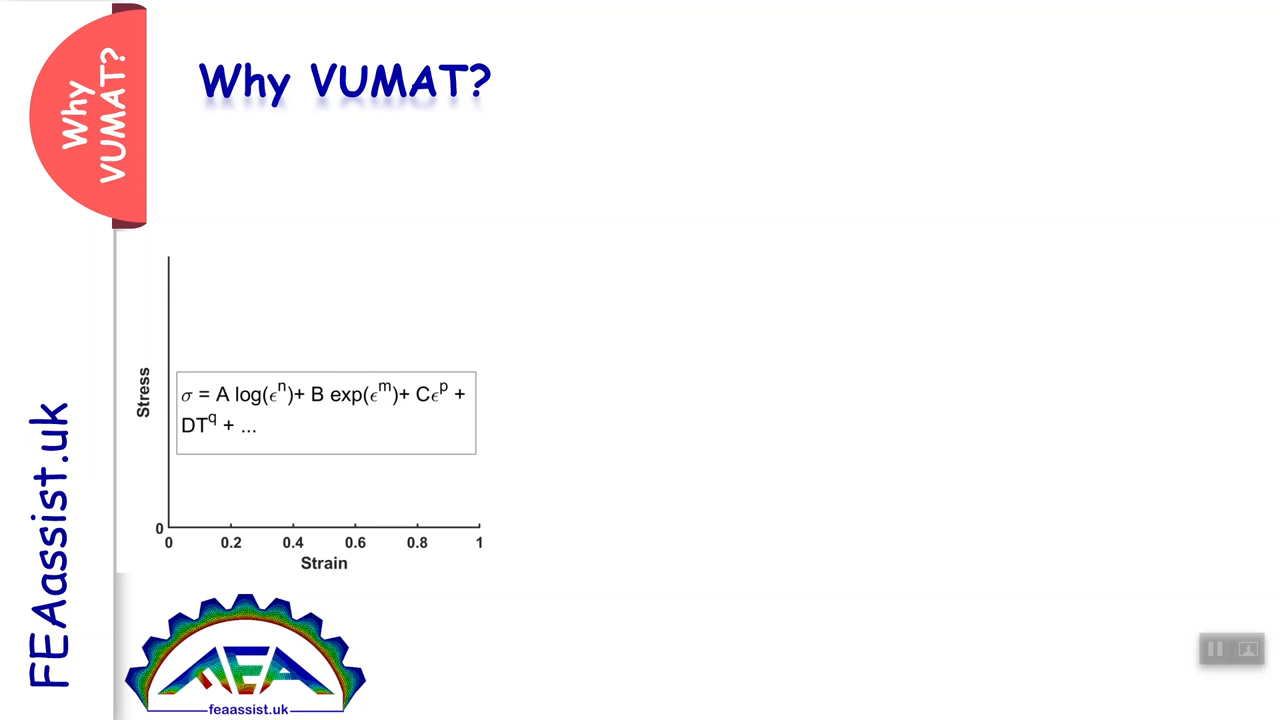 Why
VUMAT?
Why VUMAT?
Stress
σ = A log(ϵⁿ)+ B exp(ϵᵐ)+ Cϵᵖ +
DT^q + ...
0
0 0.2 0.4 0.6 0.8 1
Strain
FEAassist.uk
FEA
feaassist.uk